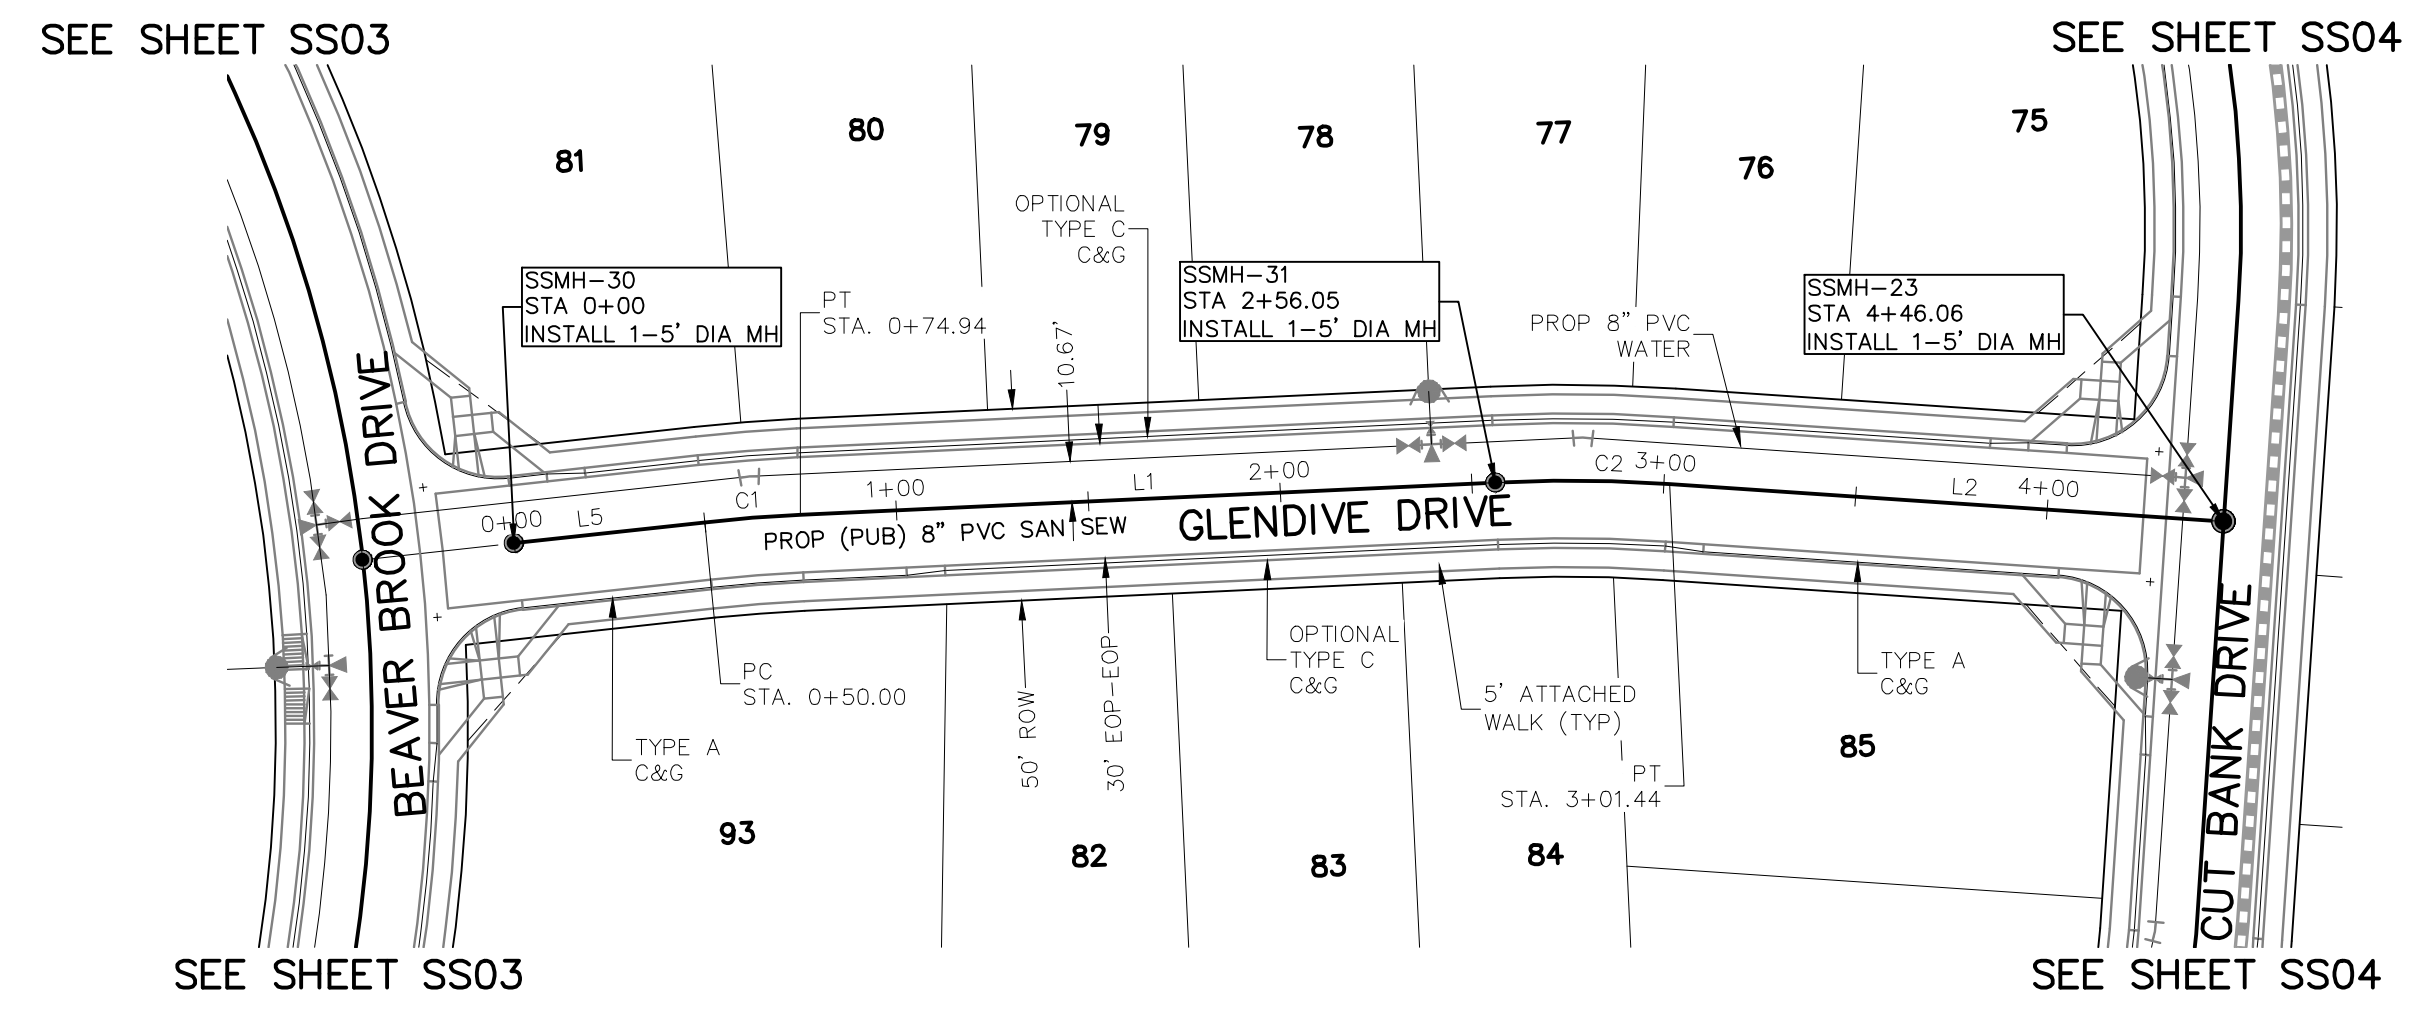 SEE SHEET SS03
SEE SHEET SS04
81
80
79
78
77
76
75
OPTIONAL
TYPE C
C&G
SSMH-30
STA 0+00
INSTALL 1-5' DIA MH
PT
STA. 0+74.94
10.67'
SSMH-31
STA 2+56.05
INSTALL 1-5' DIA MH
PROP 8" PVC
WATER
SSMH-23
STA 4+46.06
INSTALL 1-5' DIA MH
BEAVER BROOK DRIVE
0+00
L5
C1
1+00
L1
2+00
C2
3+00
L2
4+00
PROP (PUB) 8" PVC SAN SEW
GLENDIVE DRIVE
CUT BANK DRIVE
PC
STA. 0+50.00
TYPE A
C&G
50' ROW
30' EOP-EOP
OPTIONAL
TYPE C
C&G
5' ATTACHED
WALK (TYP)
PT
STA. 3+01.44
TYPE A
C&G
93
82
83
84
85
SEE SHEET SS03
SEE SHEET SS04